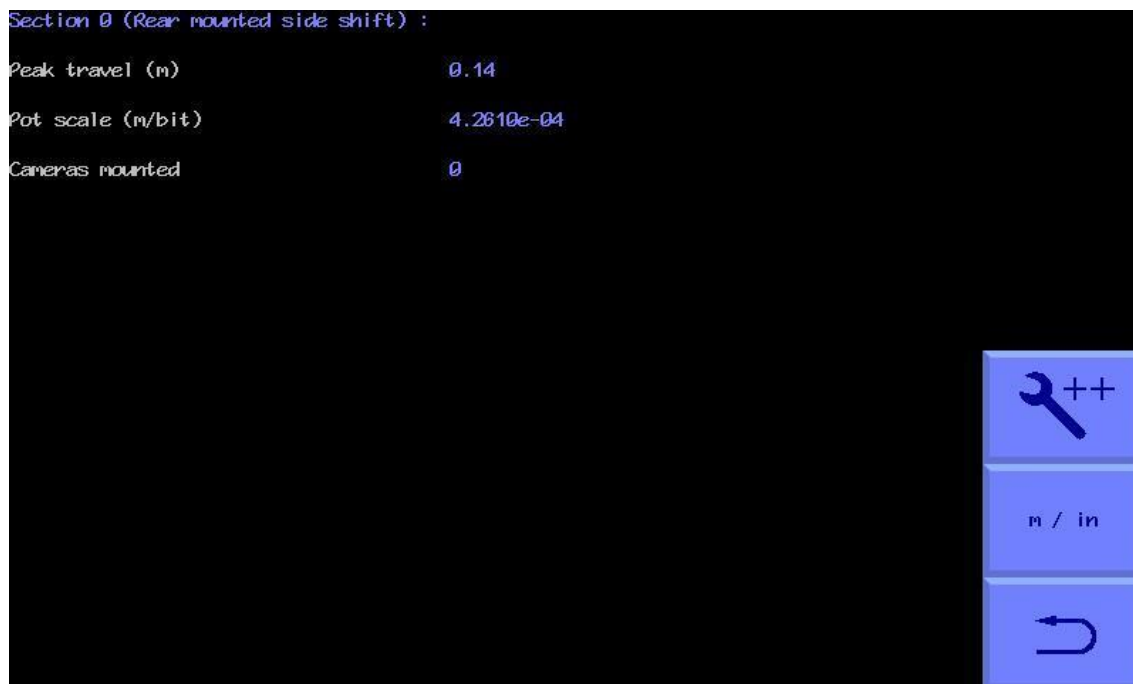 Section 0 (Rear mounted side shift) :
Peak travel (m) 0.14
Pot scale (m/bit) 4.2610e-04
Cameras mounted 0
++
m / in